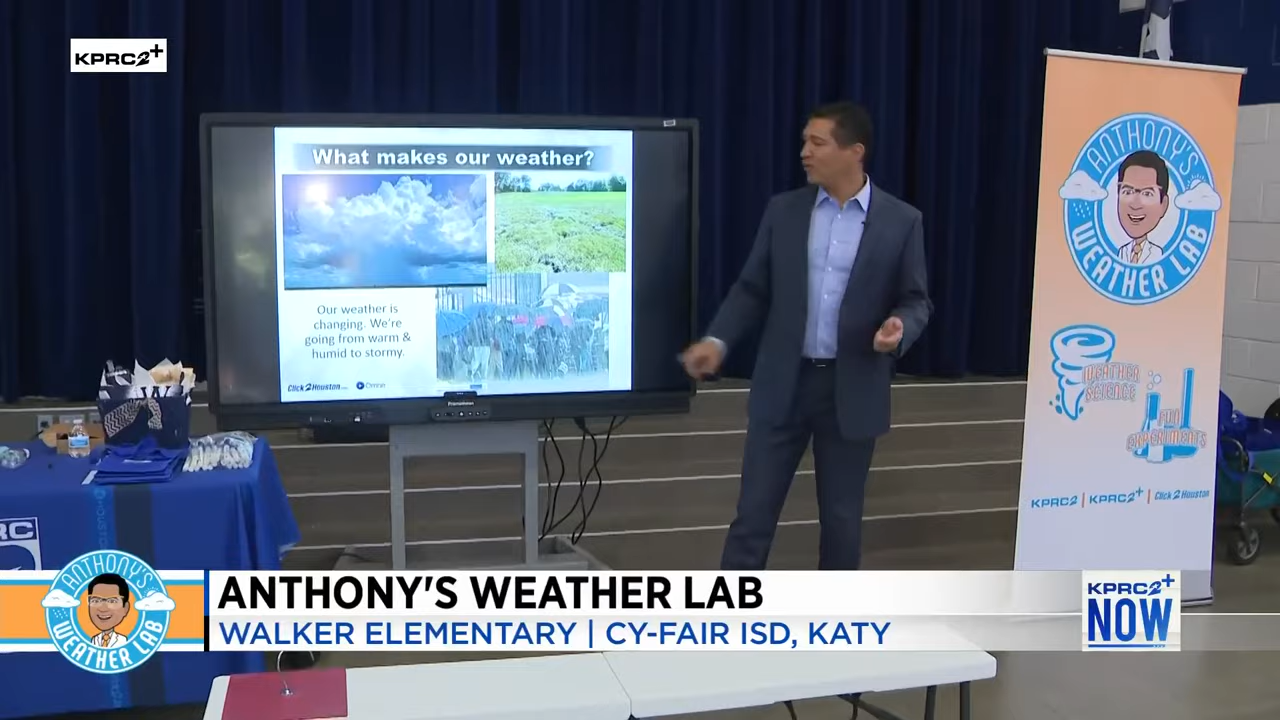 KPRC2+
What makes our weather?
Our weather is
changing. We're
going from warm &
humid to stormy.
Click2Houston
ANTHONY'S
WEATHER LAB
WEATHER
SCIENCE
FUN
EXPERIMENTS
KPRC2 | KPRC2+ | Click2Houston
RC
ANTHONY'S
WEATHER LAB
ANTHONY'S WEATHER LAB
WALKER ELEMENTARY | CY-FAIR ISD, KATY
KPRC2+
NOW